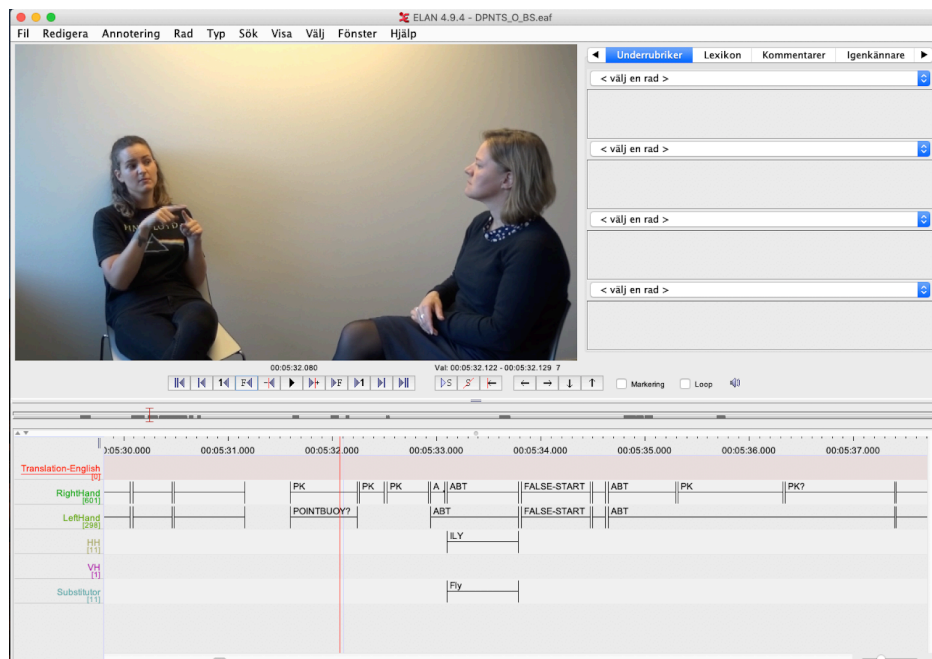 ELAN 4.9.4 - DPNTS_O_BS.eaf
Fil Redigera Annotering Rad Typ Sök Visa Välj Fönster Hjälp
Underrubriker Lexikon Kommentarer Igenkännare
< välj en rad >
< välj en rad >
< välj en rad >
< välj en rad >
00:05:32.080
Val: 00:05:32.122 - 00:05:32.129 7
Markering Loop
0:05:30.000 00:05:31.000 00:05:32.000 00:05:33.000 00:05:34.000 00:05:35.000 00:05:36.000 00:05:37.000
Translation-English
[0]
RightHand PK PK PK A ABT FALSE-START ABT PK PK?
[601]
LeftHand POINTBUOY? ABT FALSE-START ABT
[298]
HH ILY
[11]
VH
[1]
Substitutor Fly
[11]